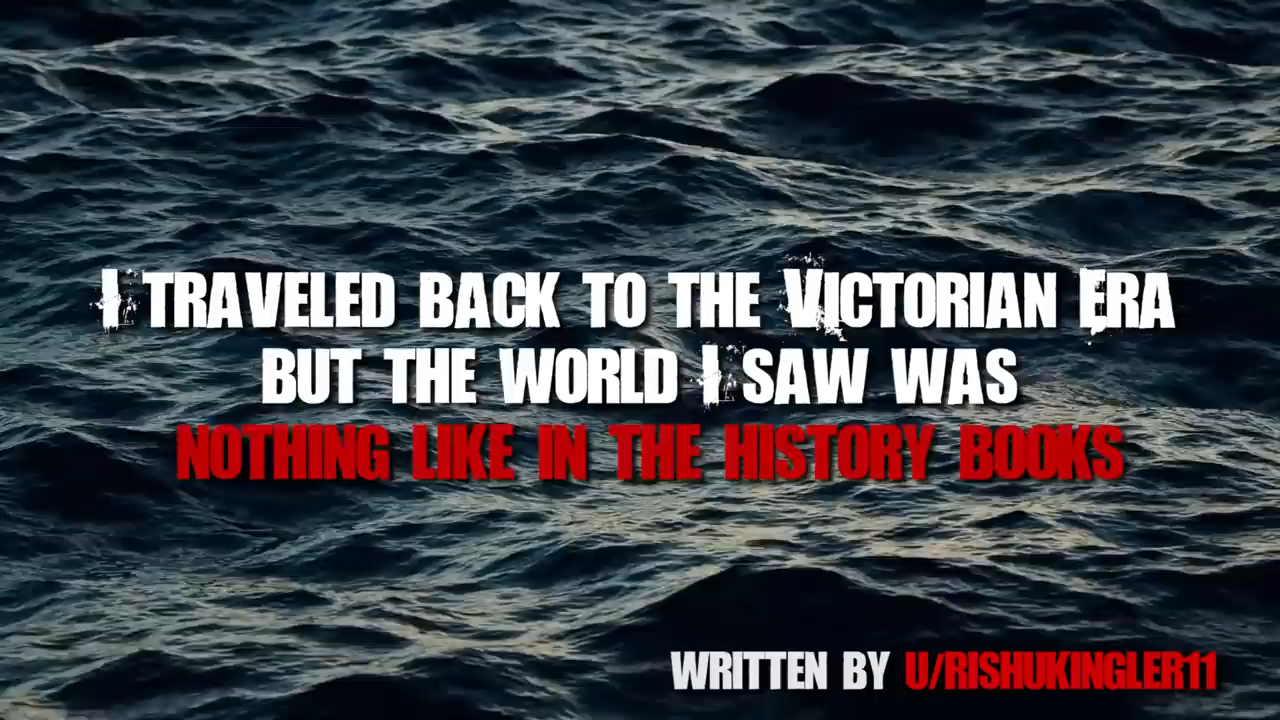 I TRAVELED BACK TO THE VICTORIAN ERA
BUT THE WORLD I SAW WAS
NOTHING LIKE IN THE HISTORY BOOKS
WRITTEN BY U/RISHUKINGLER11